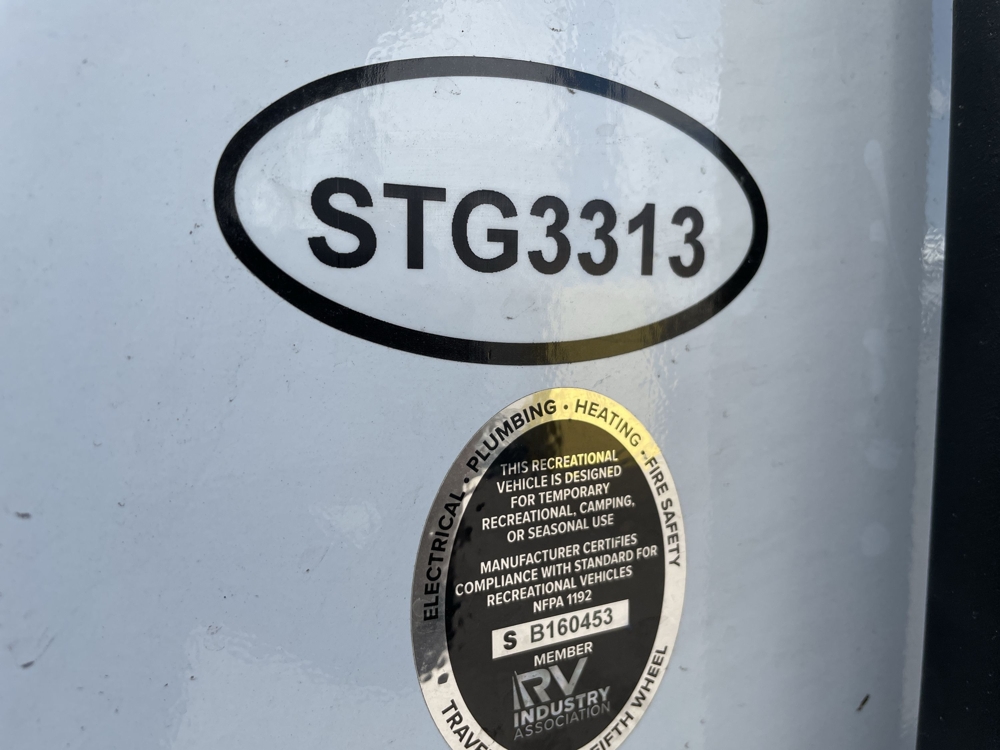 STG3313
ELECTRICAL • PLUMBING • HEATING • FIRE SAFETY
THIS RECREATIONAL
VEHICLE IS DESIGNED
FOR TEMPORARY
RECREATIONAL, CAMPING,
OR SEASONAL USE
MANUFACTURER CERTIFIES
COMPLIANCE WITH STANDARD FOR
RECREATIONAL VEHICLES
NFPA 1192
S B160453
MEMBER
RV
INDUSTRY
ASSOCIATION
FIFTH WHEEL